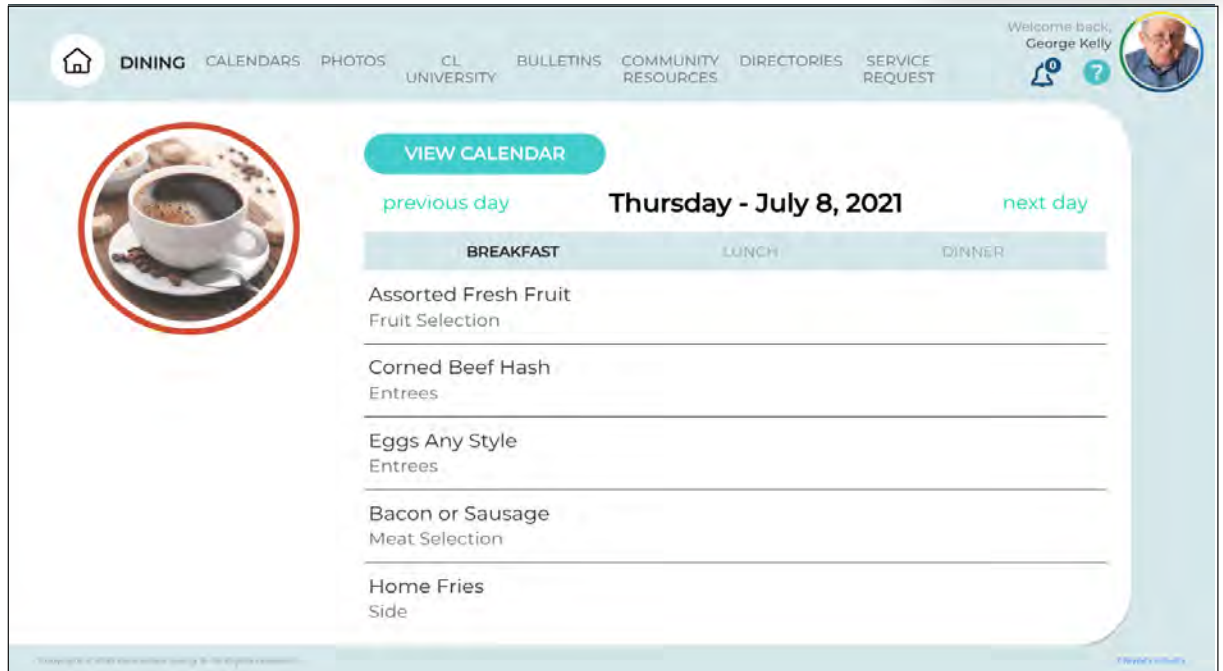 Welcome back,
George Kelly
DINING CALENDARS PHOTOS CL UNIVERSITY BULLETINS COMMUNITY RESOURCES DIRECTORIES SERVICE REQUEST
0
?
VIEW CALENDAR
previous day Thursday - July 8, 2021 next day
BREAKFAST LUNCH DINNER
Assorted Fresh Fruit
Fruit Selection
Corned Beef Hash
Entrees
Eggs Any Style
Entrees
Bacon or Sausage
Meat Selection
Home Fries
Side